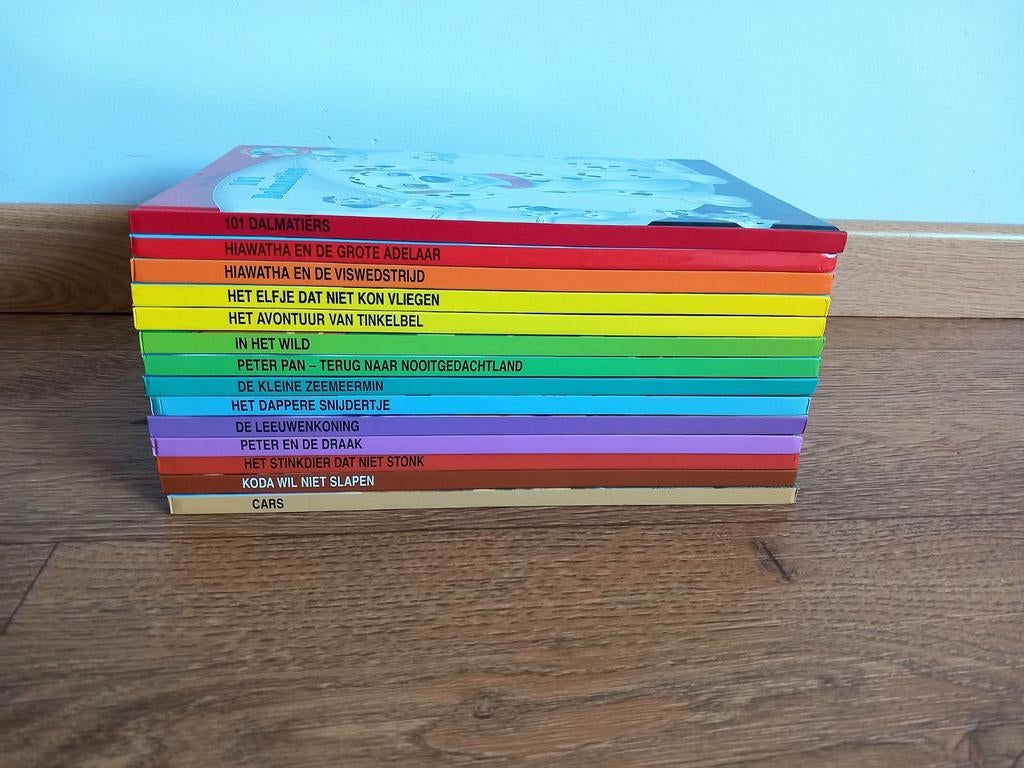 101
101 DALMATIËRS
HIAWATHA EN DE GROTE ADELAAR
HIAWATHA EN DE VISWEDSTRIJD
HET ELFJE DAT NIET KON VLIEGEN
HET AVONTUUR VAN TINKELBEL
IN HET WILD
PETER PAN – TERUG NAAR NOOITGEDACHTLAND
DE KLEINE ZEEMEERMIN
HET DAPPERE SNIJDERTJE
DE LEEUWENKONING
PETER EN DE DRAAK
HET STINKDIER DAT NIET STONK
KODA WIL NIET SLAPEN
CARS